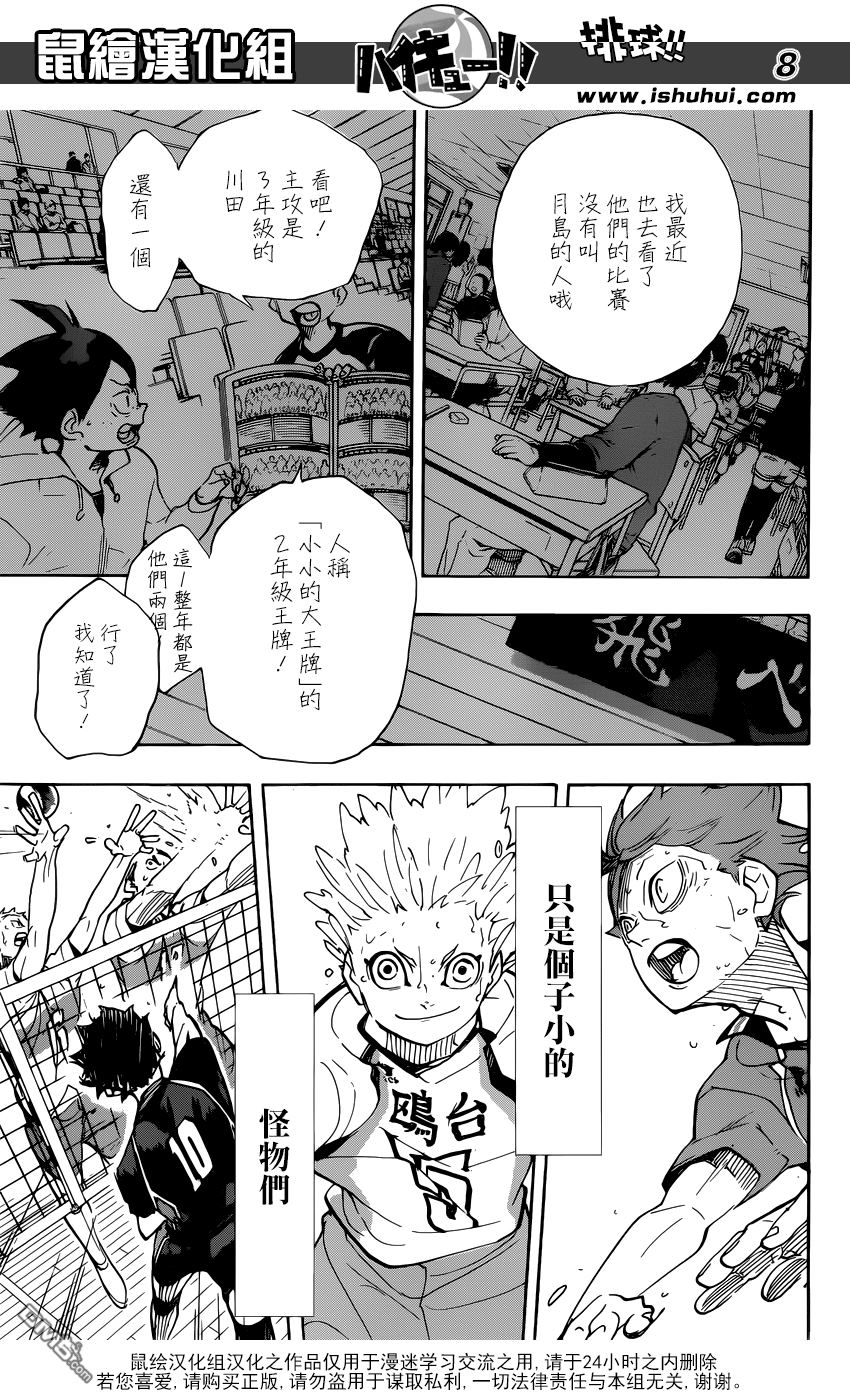 鼠繪漢化組
ハイキュー!!
排球!!
8
www.ishuhui.com
我最近
也去看了
他們的比賽
沒有叫
月島的人哦
看吧！
主攻是
3年級的
川田
還有一個
人稱
「小小的大王牌」的
2年級王牌！
這一整年都是
他們兩個
行了
我知道了！
べ
只是個子小的
鴎台
怪物們
10
鼠绘汉化组汉化之作品仅用于漫迷学习交流之用, 请于24小时之内删除
若您喜爱, 请购买正版, 请勿盗用于谋取私利, 一切法律责任与本组无关, 谢谢。